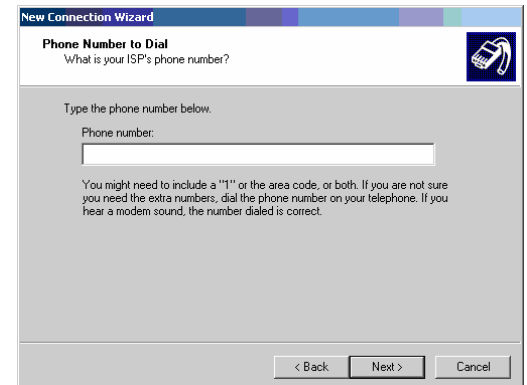 New Connection Wizard
Phone Number to Dial
What is your ISP's phone number?
Type the phone number below.
Phone number:
You might need to include a "1" or the area code, or both. If you are not sure
you need the extra numbers, dial the phone number on your telephone. If you
hear a modem sound, the number dialed is correct.
< Back
Next >
Cancel